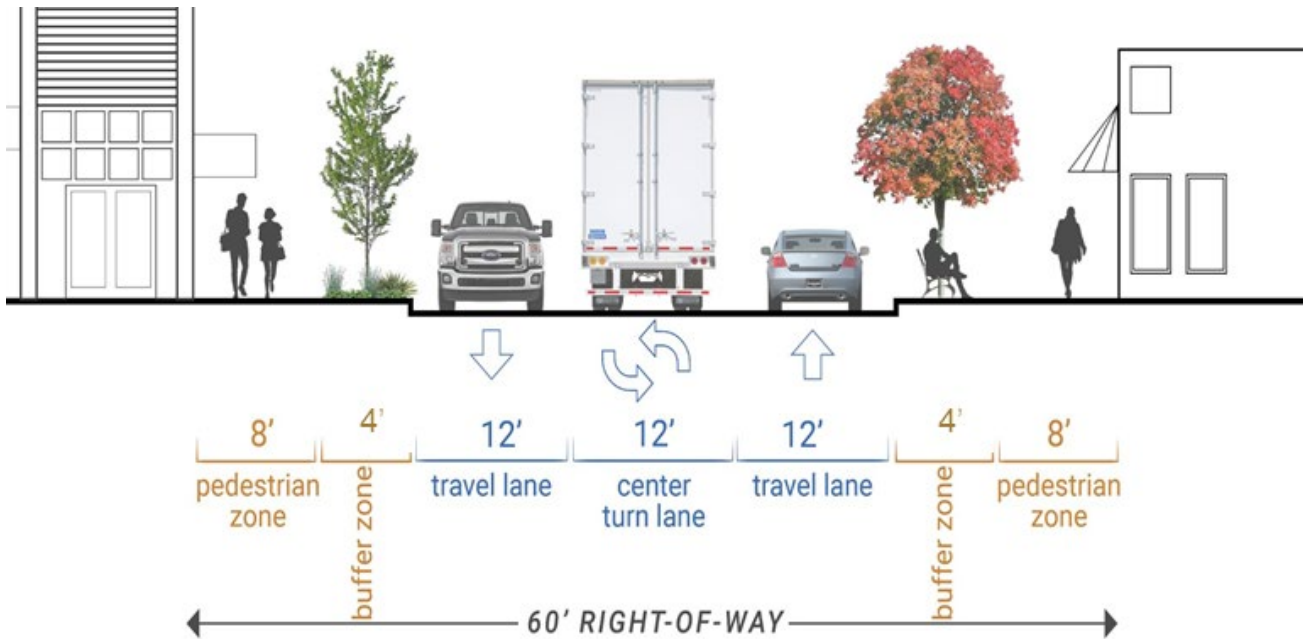 8’
4’
12’
12’
12’
4’
8’
pedestrian
zone
buffer zone
travel lane
center
turn lane
travel lane
buffer zone
pedestrian
zone
60’ RIGHT-OF-WAY